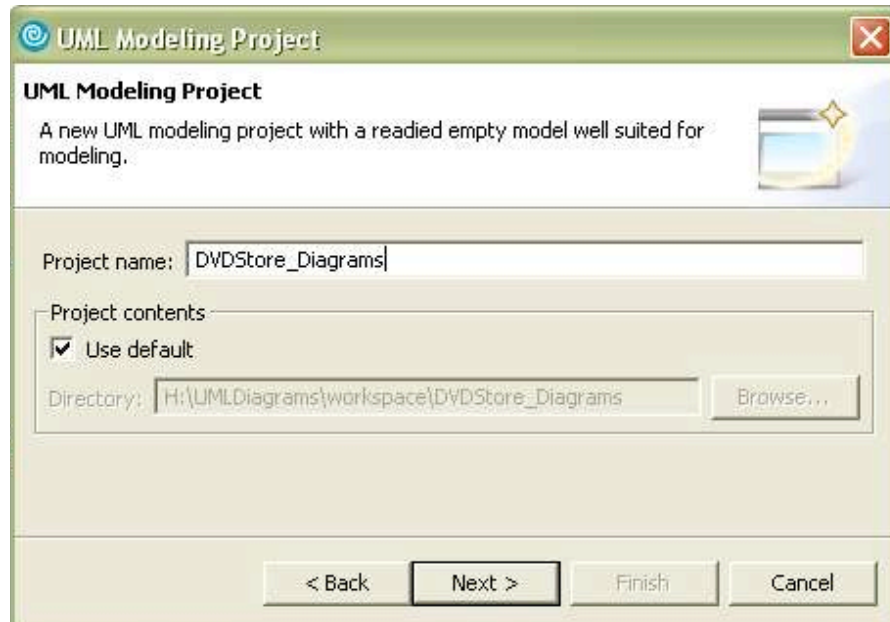 UML Modeling Project
UML Modeling Project
A new UML modeling project with a readied empty model well suited for
modeling.
Project name: DVDStore_Diagrams
Project contents
Use default
Directory: H:\UMLDiagrams\workspace\DVDStore_Diagrams Browse...
< Back Next > Finish Cancel